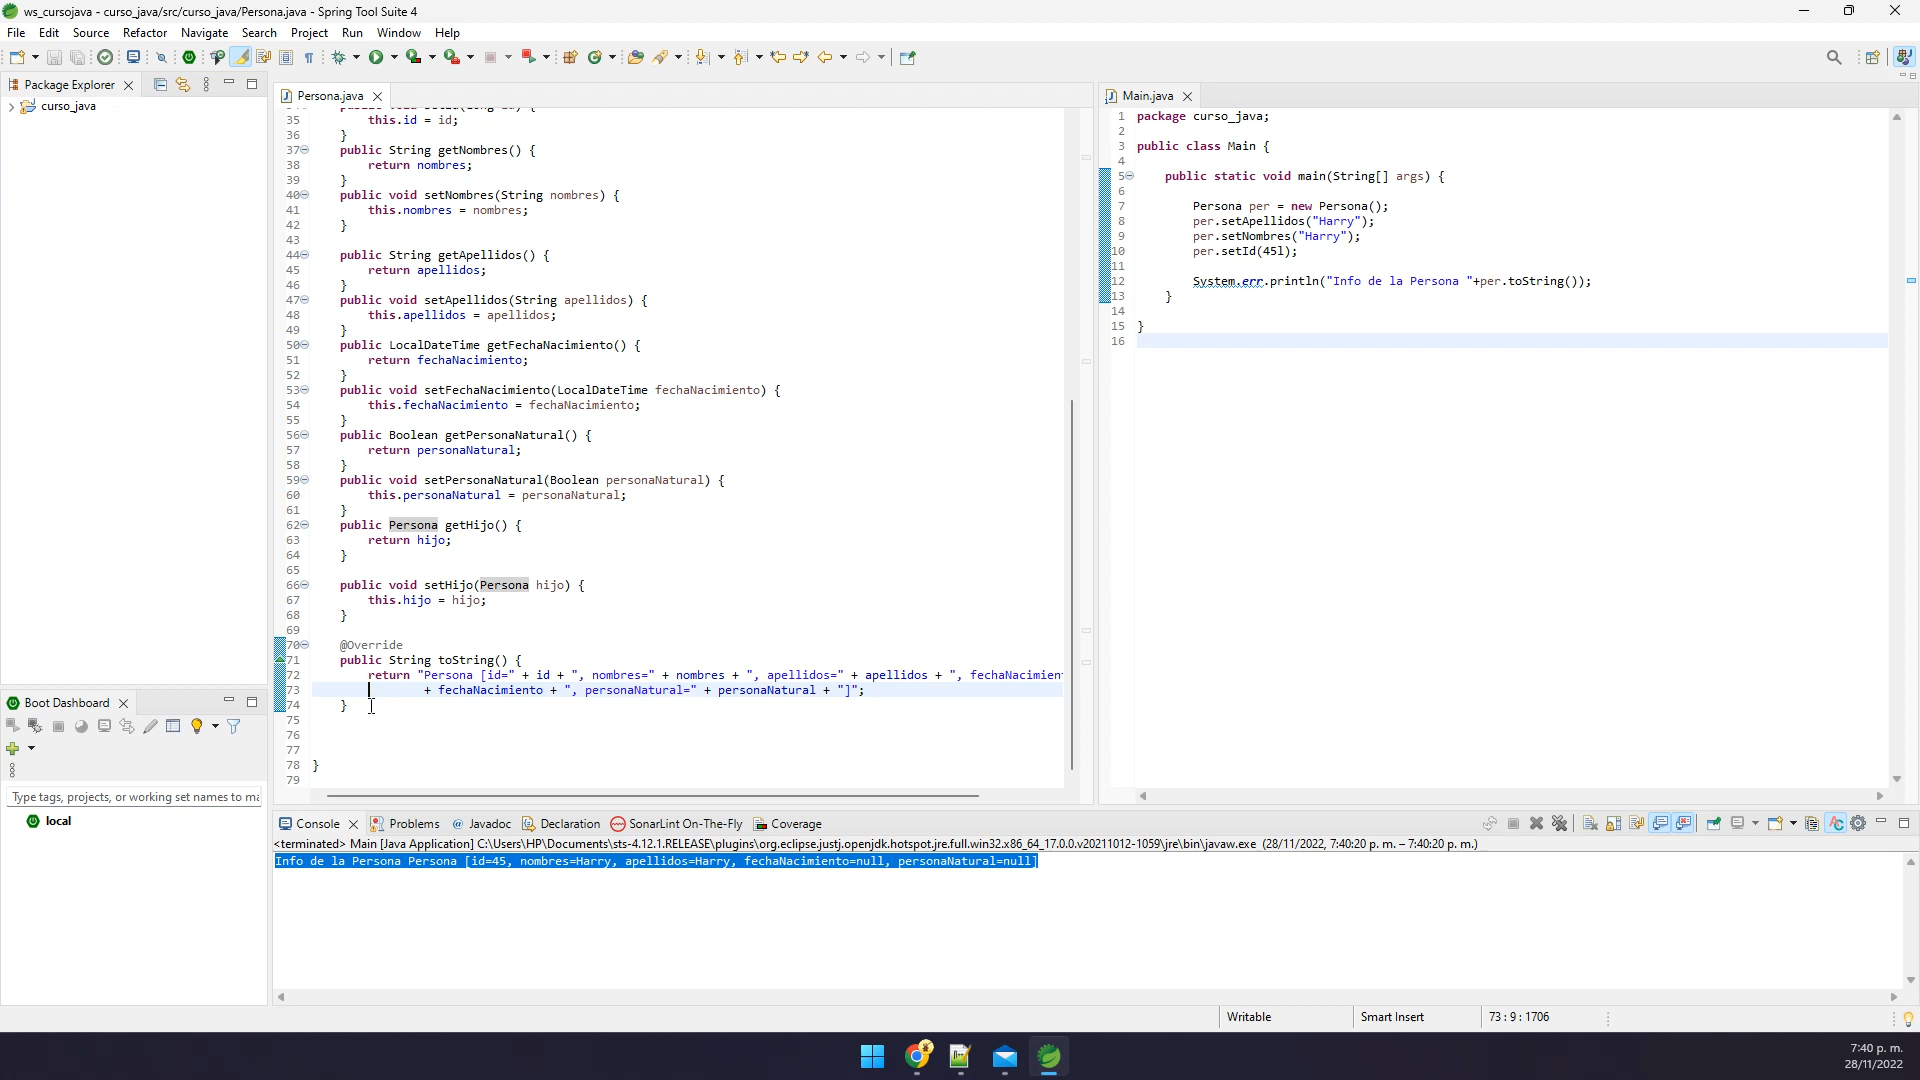 ws_cursojava - curso_java/src/curso_java/Persona.java - Spring Tool Suite 4
File Edit Source Refactor Navigate Search Project Run Window Help
Package Explorer
curso_java
Persona.java
35 this.id = id;
36 }
37 public String getNombres() {
38 return nombres;
39 }
40 public void setNombres(String nombres) {
41 this.nombres = nombres;
42 }
43
44 public String getApellidos() {
45 return apellidos;
46 }
47 public void setApellidos(String apellidos) {
48 this.apellidos = apellidos;
49 }
50 public LocalDateTime getFechaNacimiento() {
51 return fechaNacimiento;
52 }
53 public void setFechaNacimiento(LocalDateTime fechaNacimiento) {
54 this.fechaNacimiento = fechaNacimiento;
55 }
56 public Boolean getPersonaNatural() {
57 return personaNatural;
58 }
59 public void setPersonaNatural(Boolean personaNatural) {
60 this.personaNatural = personaNatural;
61 }
62 public Persona getHijo() {
63 return hijo;
64 }
65
66 public void setHijo(Persona hijo) {
67 this.hijo = hijo;
68 }
69
70 @Override
71 public String toString() {
72 return "Persona [id=" + id + ", nombres=" + nombres + ", apellidos=" + apellidos + ", fechaNacimien
73 + fechaNacimiento + ", personaNatural=" + personaNatural + "]";
74 }
75
76
77
78 }
79
Main.java
1 package curso_java;
2
3 public class Main {
4
5 public static void main(String[] args) {
6
7 Persona per = new Persona();
8 per.setApellidos("Harry");
9 per.setNombres("Harry");
10 per.setId(45l);
11
12 System.err.println("Info de la Persona "+per.toString());
13 }
14
15 }
16
Boot Dashboard
Type tags, projects, or working set names to ma
local
Console Problems Javadoc Declaration SonarLint On-The-Fly Coverage
<terminated> Main [Java Application] C:\Users\HP\Documents\sts-4.12.1.RELEASE\plugins\org.eclipse.justj.openjdk.hotspot.jre.full.win32.x86_64_17.0.0.v20211012-1059\jre\bin\javaw.exe (28/11/2022, 7:40:20 p. m. – 7:40:20 p. m.)
Info de la Persona Persona [id=45, nombres=Harry, apellidos=Harry, fechaNacimiento=null, personaNatural=null]
Writable Smart Insert 73 : 9 : 1706
7:40 p. m.
28/11/2022